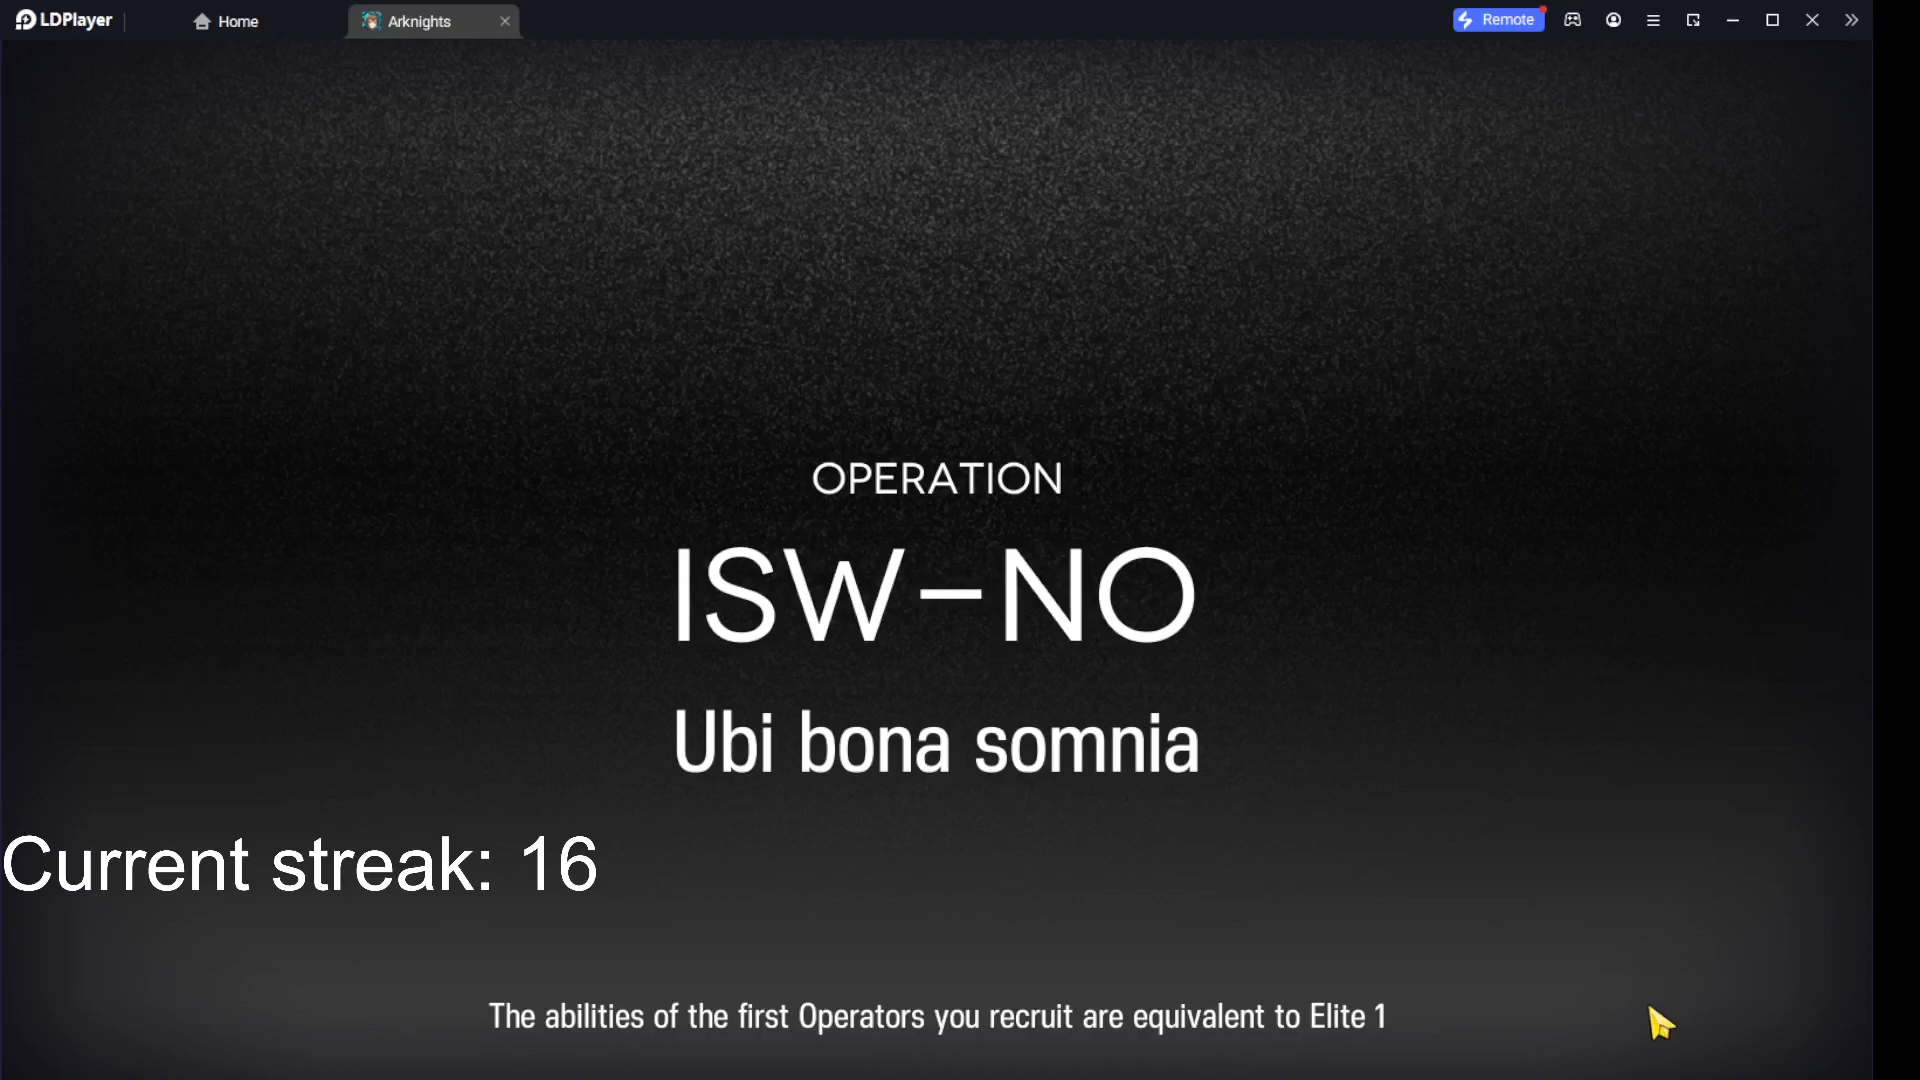 LDPlayer
Home
Arknights
Remote
OPERATION
ISW-NO
Ubi bona somnia
Current streak: 16
The abilities of the first Operators you recruit are equivalent to Elite 1